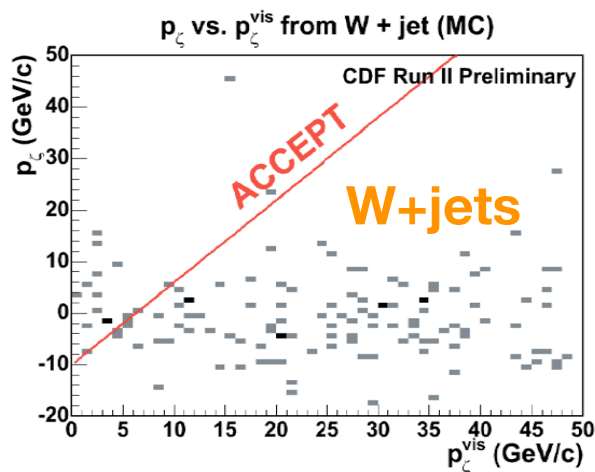 p_ζ vs. p_ζ^vis from W + jet (MC)
CDF Run II Preliminary
ACCEPT
W+jets
p_ζ (GeV/c)
50
40
30
20
10
0
-10
-20
0 5 10 15 20 25 30 35 40 45 50
p_ζ^vis (GeV/c)